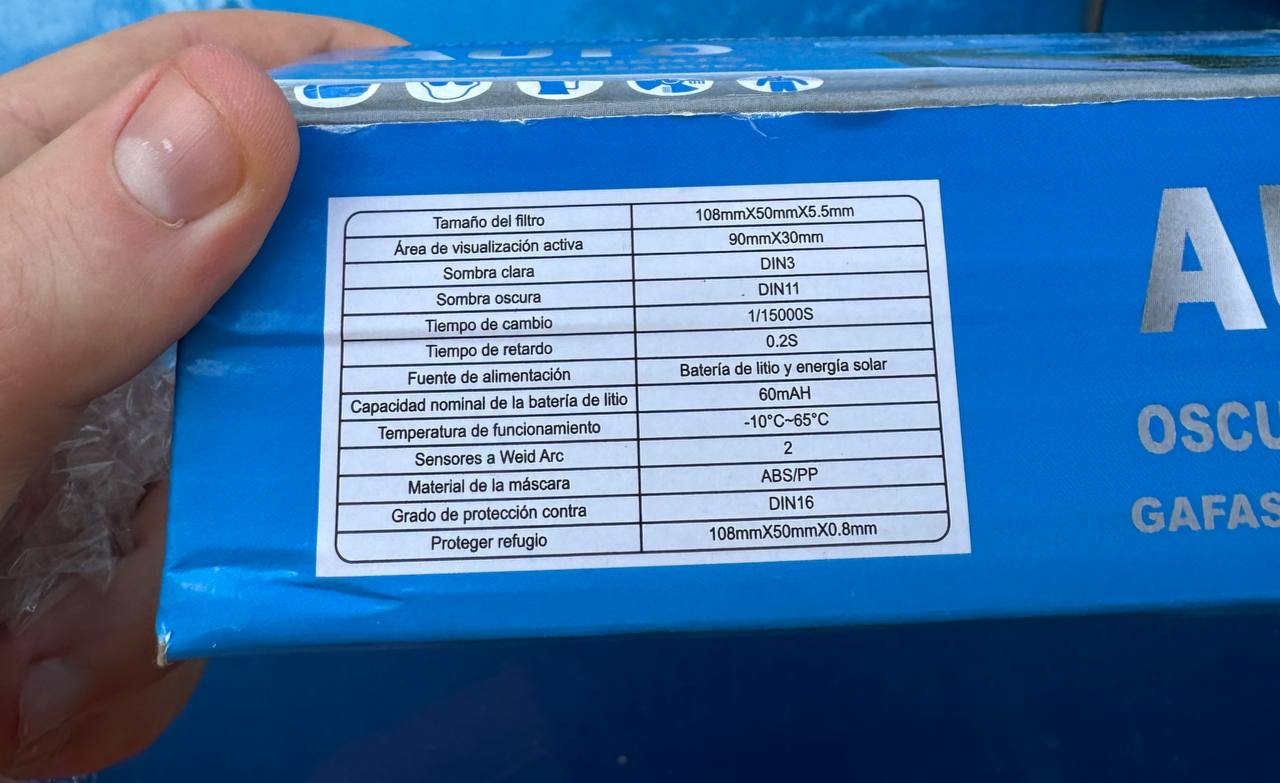 Tamaño del filtro 108mmX50mmX5.5mm
Área de visualización activa 90mmX30mm
Sombra clara DIN3
Sombra oscura DIN11
Tiempo de cambio 1/15000S
Tiempo de retardo 0.2S
Fuente de alimentación Batería de litio y energía solar
Capacidad nominal de la batería de litio 60mAH
Temperatura de funcionamiento -10°C~65°C
Sensores a Weid Arc 2
Material de la máscara ABS/PP
Grado de protección contra DIN16
Proteger refugio 108mmX50mmX0.8mm
GAFAS